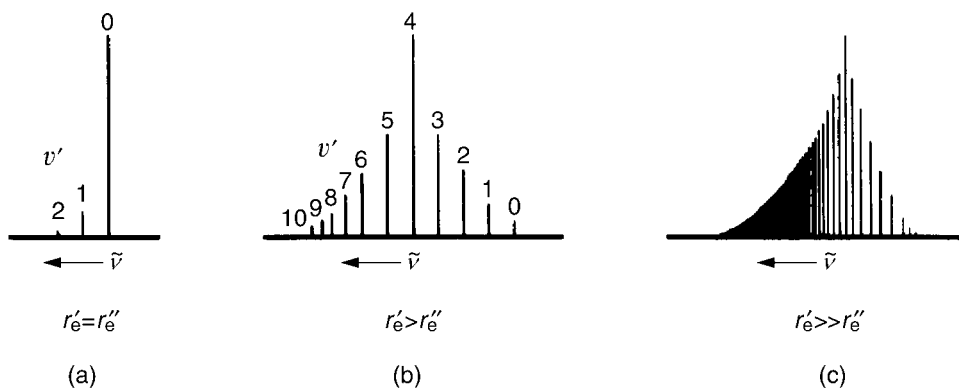 0
v′
1
2
4
5
3
v′
6
2
7
8
1
9
10
0
← ν̃
← ν̃
← ν̃
r′e=r″e
r′e>r″e
r′e>>r″e
(a)
(b)
(c)